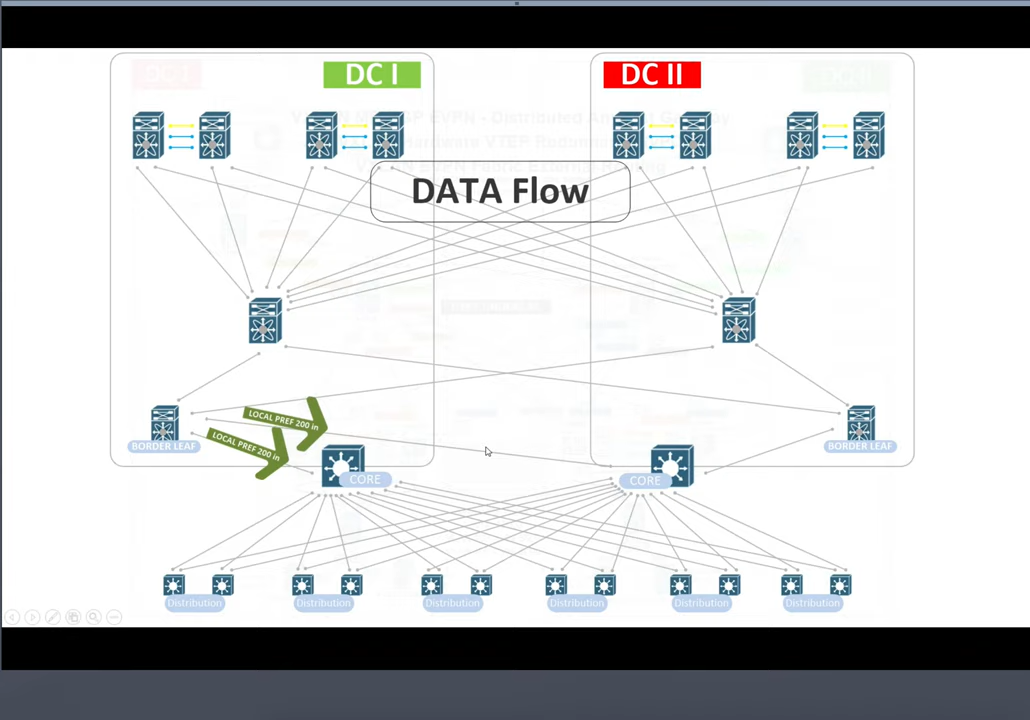 DC I
DC II
DATA Flow
LOCAL PREF 200 in
LOCAL PREF 200 in
BORDER LEAF
BORDER LEAF
CORE
CORE
Distribution
Distribution
Distribution
Distribution
Distribution
Distribution